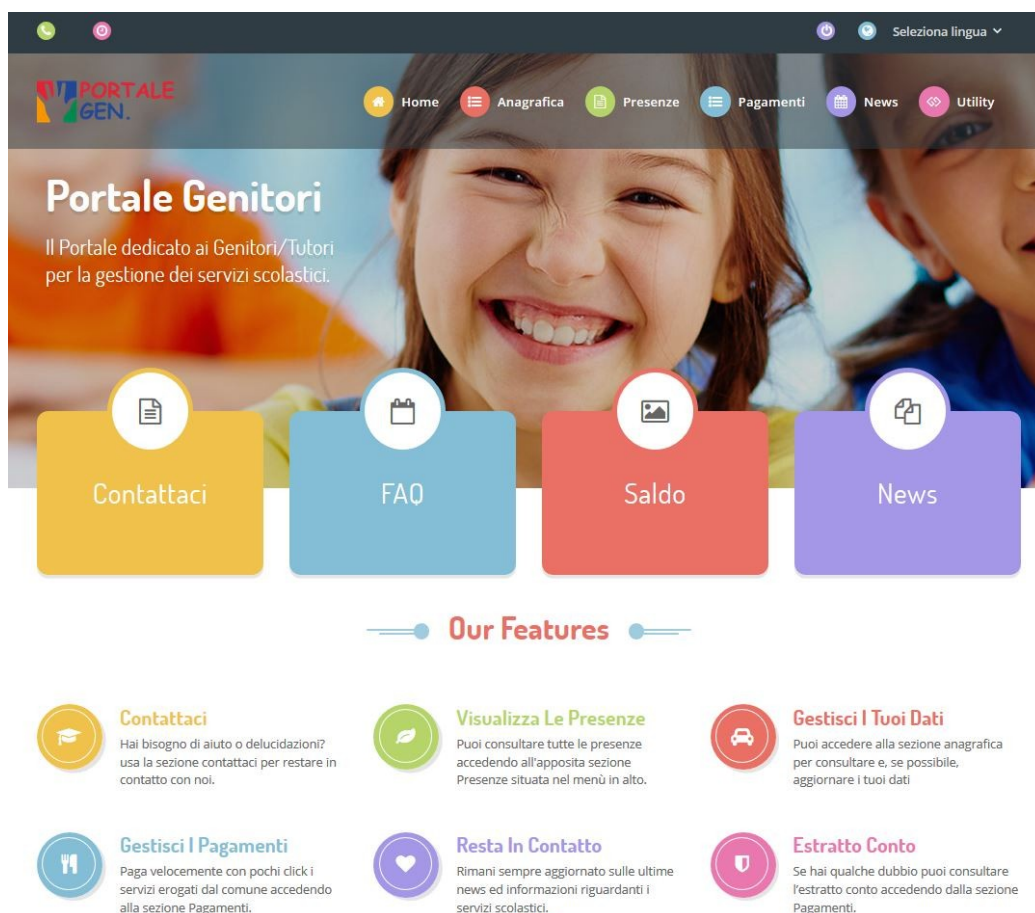 Seleziona lingua
PORTALE
GEN.
Home Anagrafica Presenze Pagamenti News Utility
Portale Genitori
Il Portale dedicato ai Genitori/Tutori
per la gestione dei servizi scolastici.
Contattaci FAQ Saldo News
Our Features
Contattaci
Hai bisogno di aiuto o delucidazioni?
usa la sezione contattaci per restare in
contatto con noi.
Visualizza Le Presenze
Puoi consultare tutte le presenze
accedendo all'apposita sezione
Presenze situata nel menù in alto.
Gestisci I Tuoi Dati
Puoi accedere alla sezione anagrafica
per consultare e, se possibile,
aggiornare i tuoi dati
Gestisci I Pagamenti
Paga velocemente con pochi click i
servizi erogati dal comune accedendo
alla sezione Pagamenti.
Resta In Contatto
Rimani sempre aggiornato sulle ultime
news ed informazioni riguardanti i
servizi scolastici.
Estratto Conto
Se hai qualche dubbio puoi consultare
l'estratto conto accedendo dalla sezione
Pagamenti.